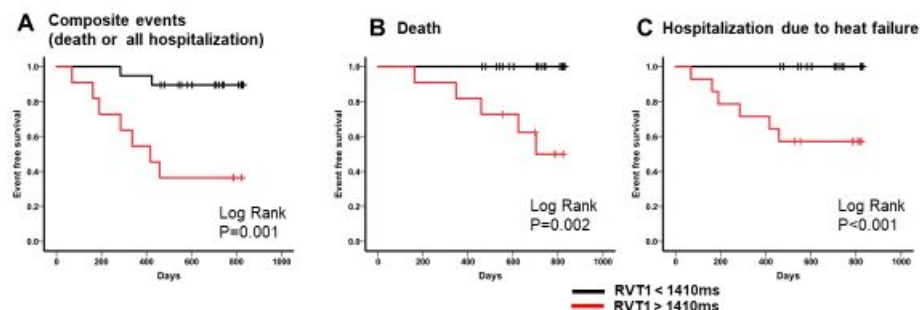 A Composite events
(death or all hospitalization)
B Death
C Hospitalization due to heat failure
Event free survival
1.0
0.8
0.6
0.4
0.2
0.0
Log Rank
P=0.001
0 200 400 600 800 1000
Days
Event free survival
1.0
0.8
0.6
0.4
0.2
0.0
Log Rank
P=0.002
0 200 400 600 800 1000
Days
Event free survival
1.0
0.8
0.6
0.4
0.2
0.0
Log Rank
P<0.001
0 200 400 600 800 1000
Days
RVT1 < 1410ms
RVT1 > 1410ms